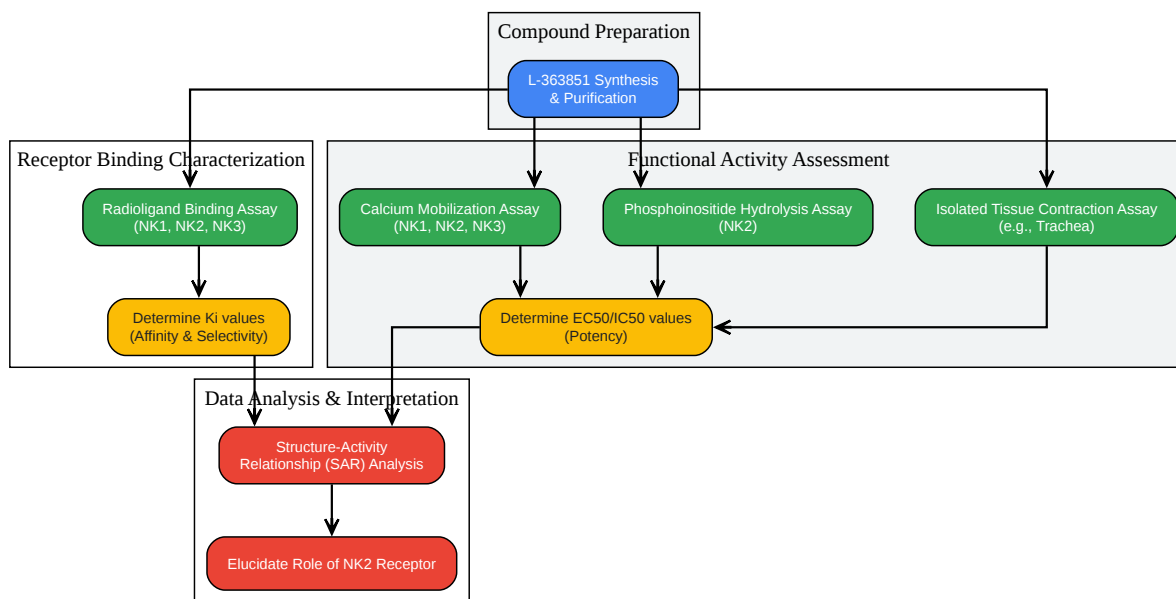 Compound Preparation
L-363851 Synthesis
& Purification
Receptor Binding Characterization
Functional Activity Assessment
Radioligand Binding Assay
(NK1, NK2, NK3)
Calcium Mobilization Assay
(NK1, NK2, NK3)
Phosphoinositide Hydrolysis Assay
(NK2)
Isolated Tissue Contraction Assay
(e.g., Trachea)
Determine Ki values
(Affinity & Selectivity)
Determine EC50/IC50 values
(Potency)
Data Analysis & Interpretation
Structure-Activity
Relationship (SAR) Analysis
Elucidate Role of NK2 Receptor